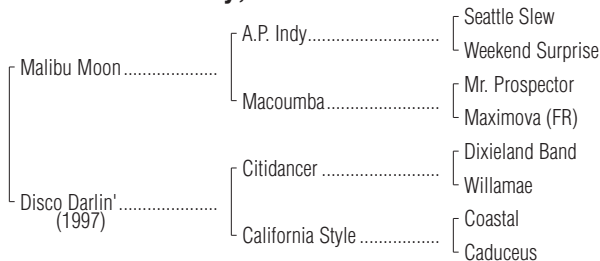 Seattle Slew
A.P. Indy
Weekend Surprise
Malibu Moon
Mr. Prospector
Macoumba
Maximova (FR)
Dixieland Band
Citidancer
Willamae
Disco Darlin'
(1997)
Coastal
California Style
Caduceus